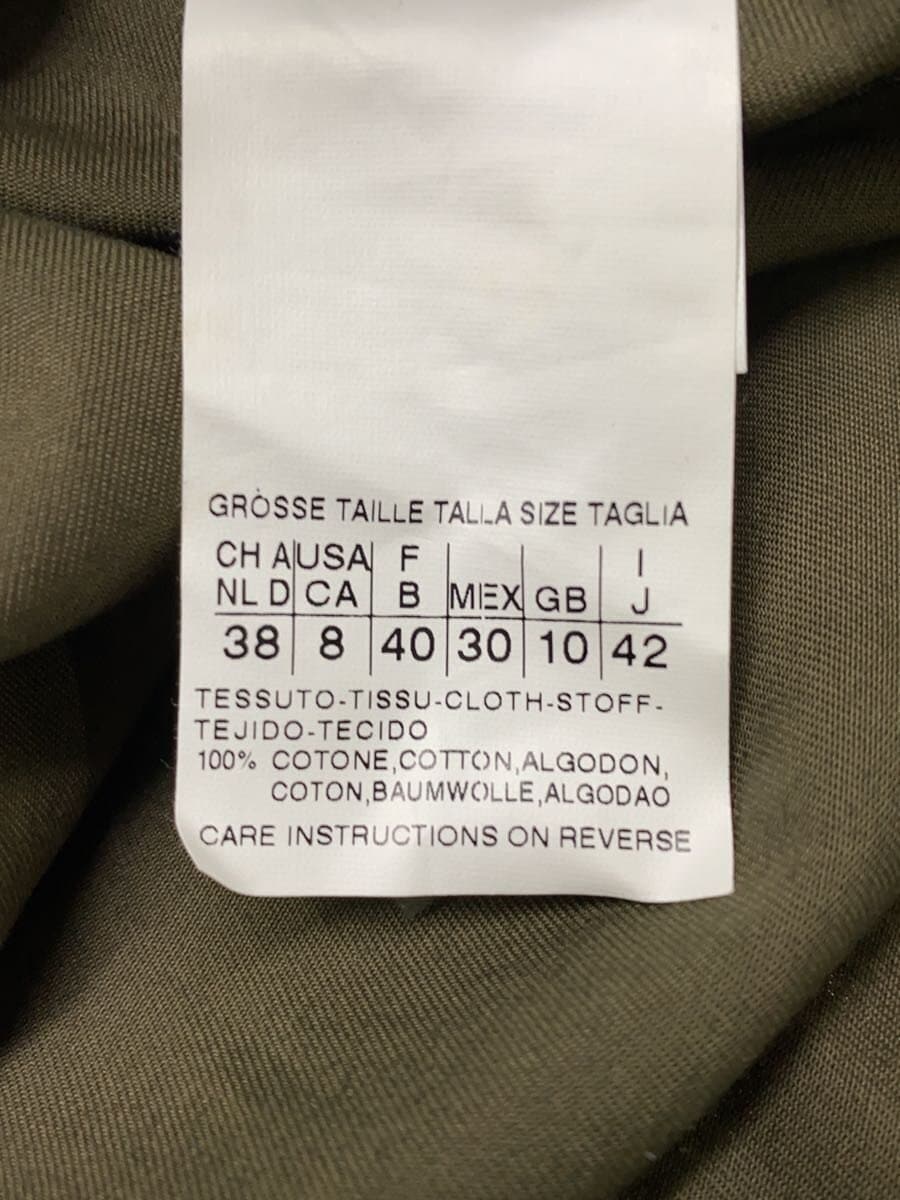 GRÒSSE TAILLE TALLA SIZE TAGLIA
CH A USA F I
NL D CA B MEX GB J
38 8 40 30 10 42
TESSUTO-TISSU-CLOTH-STOFF-
TEJIDO-TECIDO
100% COTONE,COTTON,ALGODON,
COTON,BAUMWOLLE,ALGODAO
CARE INSTRUCTIONS ON REVERSE